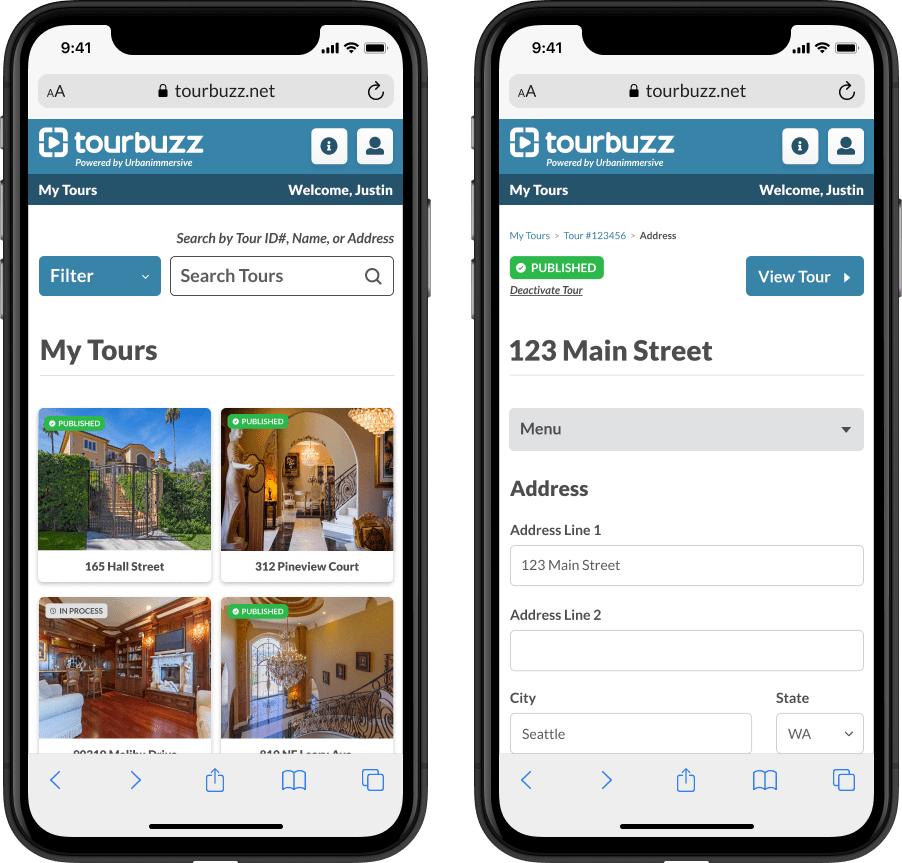 9:41
AA tourbuzz.net
tourbuzz
Powered by Urbanimmersive
My Tours Welcome, Justin
Search by Tour ID#, Name, or Address
Filter Search Tours
My Tours
PUBLISHED
PUBLISHED
165 Hall Street
312 Pineview Court
IN PROCESS
PUBLISHED
9:41
AA tourbuzz.net
tourbuzz
Powered by Urbanimmersive
My Tours Welcome, Justin
My Tours > Tour #123456 > Address
PUBLISHED
Deactivate Tour
View Tour
123 Main Street
Menu
Address
Address Line 1
123 Main Street
Address Line 2
City State
Seattle WA